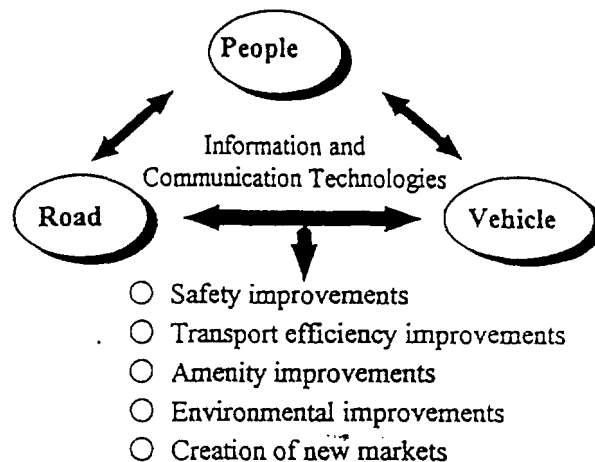 People
Information and
Communication Technologies
Road
Vehicle
○ Safety improvements
○ Transport efficiency improvements
○ Amenity improvements
○ Environmental improvements
○ Creation of new markets